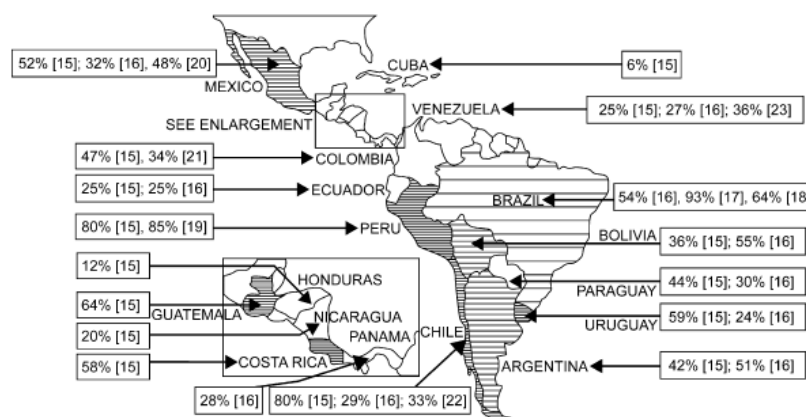 52% [15]; 32% [16], 48% [20]
MEXICO
CUBA
6% [15]
SEE ENLARGEMENT
VENEZUELA
25% [15]; 27% [16]; 36% [23]
47% [15], 34% [21]
COLOMBIA
25% [15]; 25% [16]
ECUADOR
BRAZIL
54% [16], 93% [17], 64% [18
80% [15], 85% [19]
PERU
BOLIVIA
36% [15]; 55% [16]
12% [15]
HONDURAS
44% [15]; 30% [16]
PARAGUAY
64% [15]
GUATEMALA
NICARAGUA
59% [15]; 24% [16]
URUGUAY
20% [15]
PANAMA
CHILE
58% [15]
COSTA RICA
ARGENTINA
42% [15]; 51% [16]
28% [16]
80% [15]; 29% [16]; 33% [22]